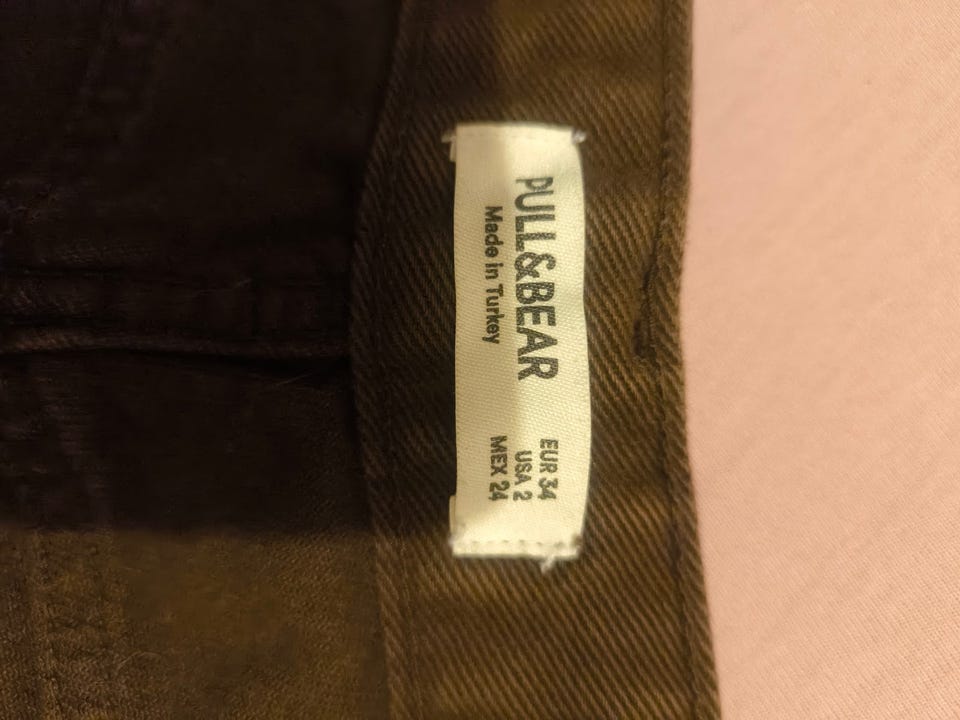 PULL&BEAR
Made in Turkey
EUR 34
USA 2
MEX 24